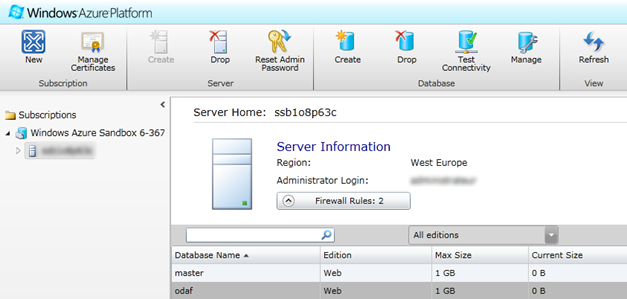 Windows Azure Platform
New
Manage Certificates
Create
Drop
Reset Admin Password
Create
Drop
Test Connectivity
Manage
Refresh
Subscription
Server
Database
View
Subscriptions
Windows Azure Sandbox 6-367
Server Home: ssb1o8p63c
Server Information
Region: West Europe
Administrator Login:
Firewall Rules: 2
All editions
Database Name Edition Max Size Current Size
master Web 1 GB 0 B
odaf Web 1 GB 0 B